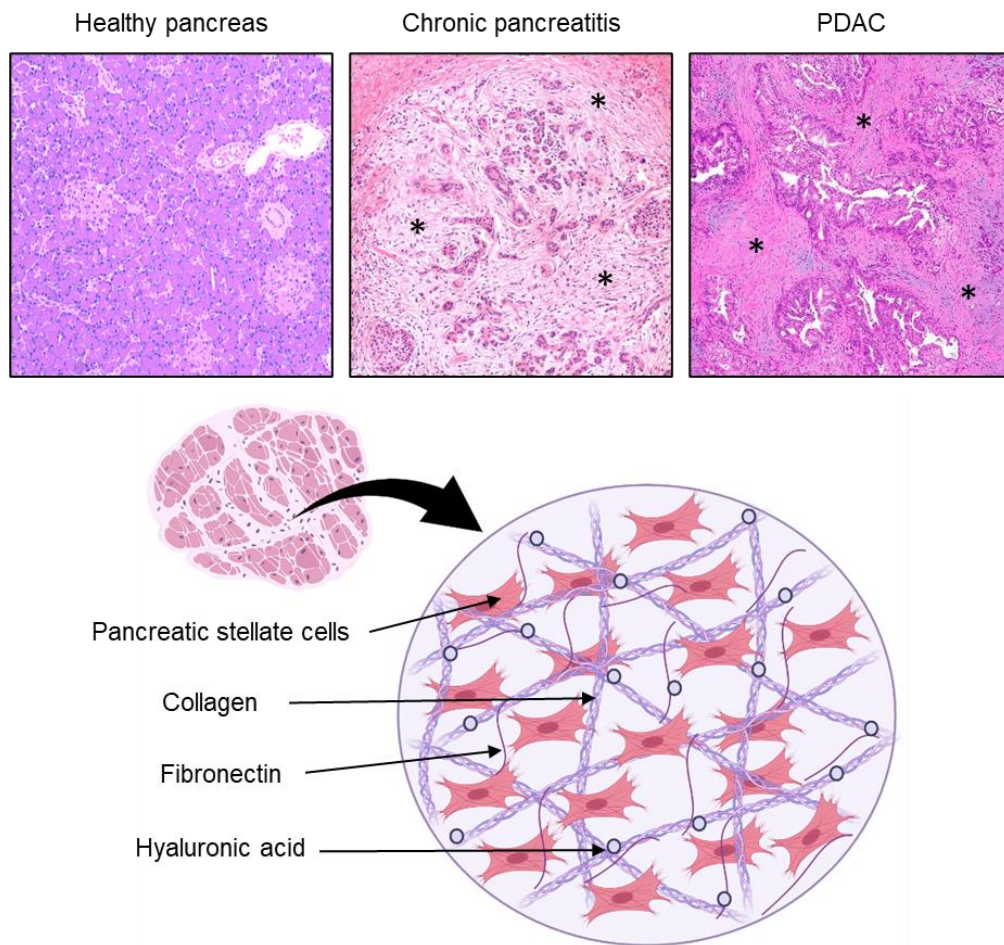 Healthy pancreas
Chronic pancreatitis
PDAC
*
*
*
*
*
*
Pancreatic stellate cells
Collagen
Fibronectin
Hyaluronic acid